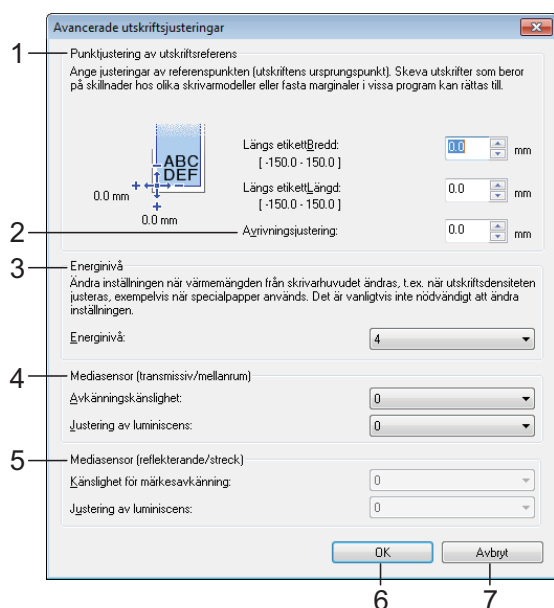 Avancerade utskriftsjusteringar
1
Punktjustering av utskriftsreferens
Ange justeringar av referenspunkten (utskriftens ursprungspunkt). Skeva utskrifter som beror
på skillnader hos olika skrivarmodeller eller fasta marginaler i vissa program kan rättas till.
ABC
DEF
0.0 mm
0.0 mm
Längs etikettBredd: 0.0 mm
[ -150.0 - 150.0 ]
Längs etikettLängd: 0.0 mm
[ -150.0 - 150.0 ]
2
Avrivningsjustering: 0.0 mm
3
Energinivå
Ändra inställningen när värmemängden från skrivarhuvudet ändras, t.ex. när utskriftsdensiteten
justeras, exempelvis när specialpapper används. Det är vanligtvis inte nödvändigt att ändra
inställningen.
Energinivå: 4
4
Mediasensor (transmissiv/mellanrum)
Avkänningskänslighet: 0
Justering av luminiscens: 0
5
Mediasensor (reflekterande/streck)
Känslighet för märkesavkänning: 0
Justering av luminiscens: 0
OK Avbryt
6 7